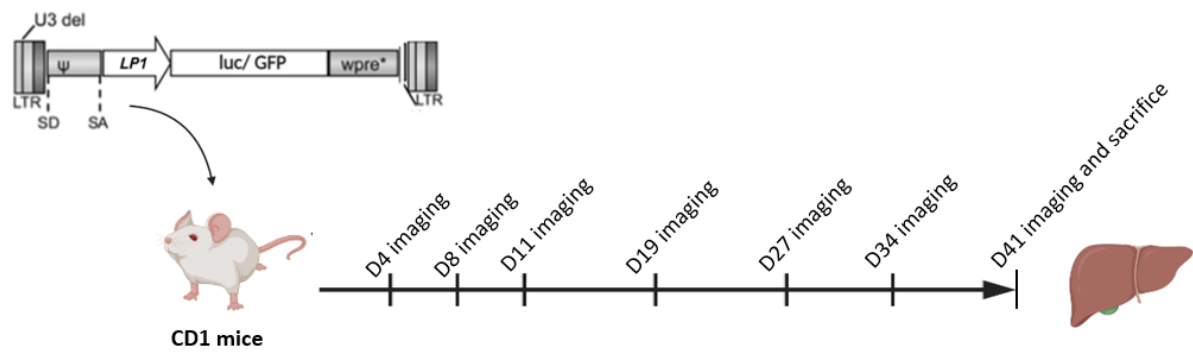 U3 del
ψ
LP1
luc/ GFP
wpre*
LTR
LTR
SD
SA
D4 imaging
D8 imaging
D11 imaging
D19 imaging
D27 imaging
D34 imaging
D41 imaging and sacrifice
CD1 mice